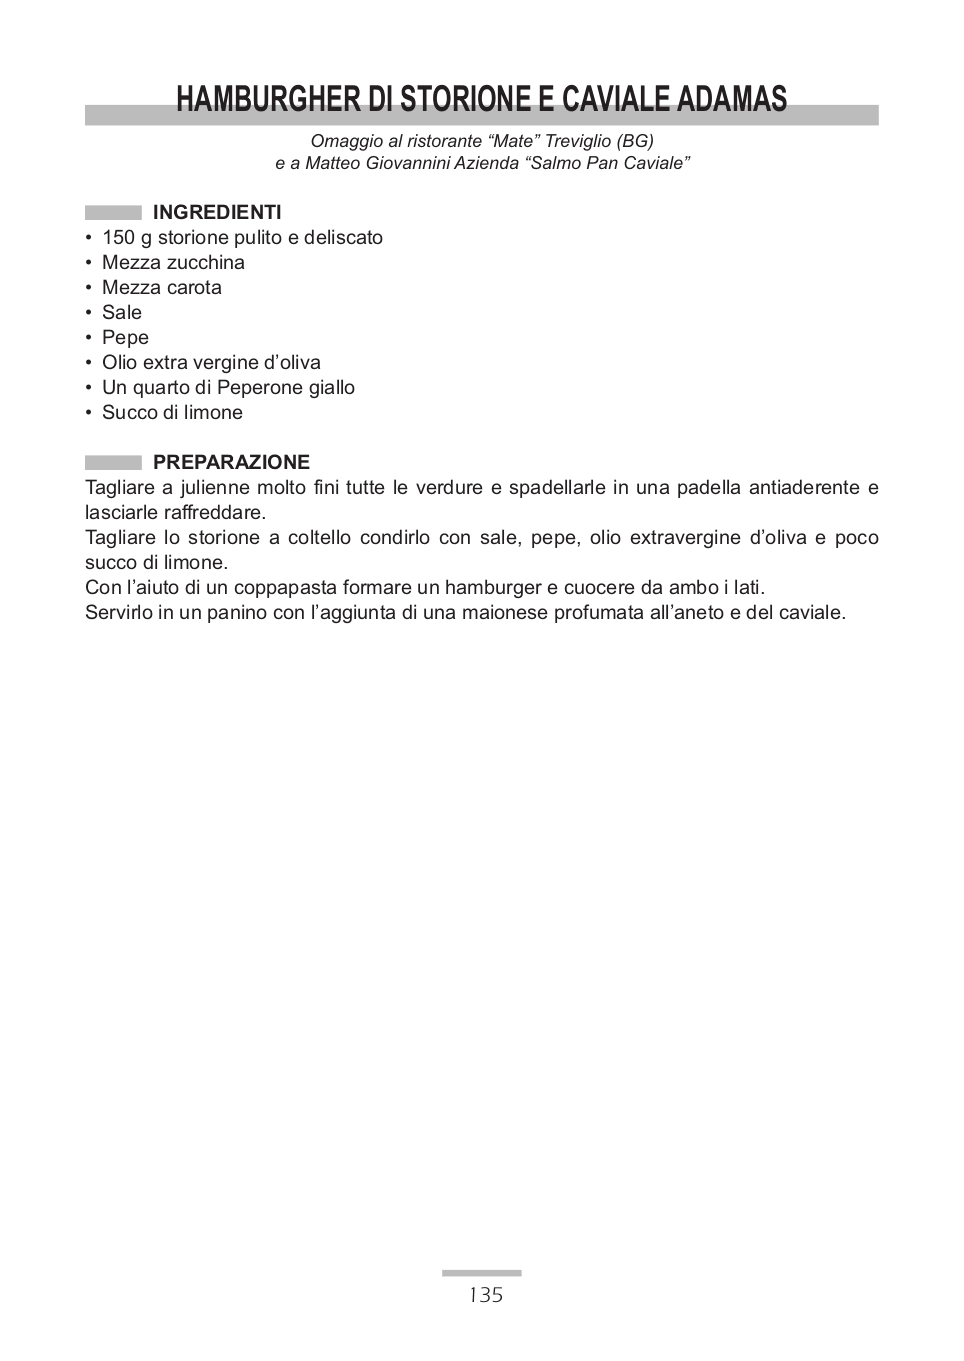 HAMBURGHER DI STORIONE E CAVIALE ADAMAS
Omaggio al ristorante “Mate” Treviglio (BG)
e a Matteo Giovannini Azienda “Salmo Pan Caviale”
INGREDIENTI
• 150 g storione pulito e deliscato
• Mezza zucchina
• Mezza carota
• Sale
• Pepe
• Olio extra vergine d’oliva
• Un quarto di Peperone giallo
• Succo di limone
PREPARAZIONE
Tagliare a julienne molto fini tutte le verdure e spadellarle in una padella antiaderente e
lasciarle raffreddare.
Tagliare lo storione a coltello condirlo con sale, pepe, olio extravergine d’oliva e poco
succo di limone.
Con l’aiuto di un coppapasta formare un hamburger e cuocere da ambo i lati.
Servirlo in un panino con l’aggiunta di una maionese profumata all’aneto e del caviale.
135